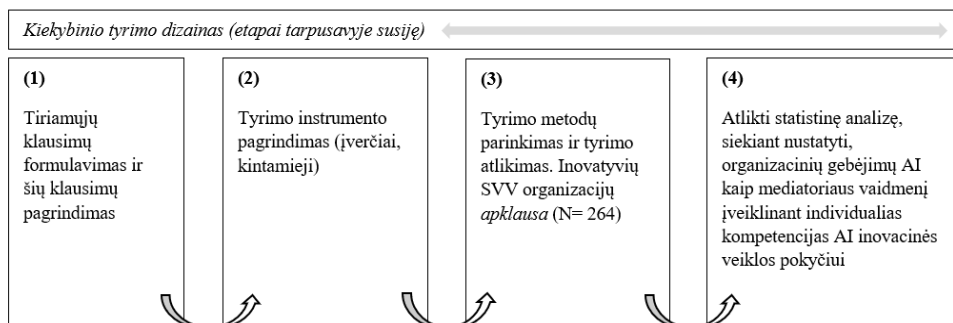 Kiekybinio tyrimo dizainas (etapai tarpusavyje susiję)
(1)
Tiriamųjų
klausimų
formulavimas ir
šių klausimų
pagrindimas
(2)
Tyrimo instrumento
pagrindimas (įverčiai,
kintamieji)
(3)
Tyrimo metodų
parinkimas ir tyrimo
atlikimas. Inovatyvių
SVV organizacijų
apklausa (N= 264)
(4)
Atlikti statistinę analizę,
siekiant nustatyti,
organizacinių gebėjimų AI
kaip mediatoriaus vaidmenį
įveiklinant individualias
kompetencijas AI inovacinės
veiklos pokyčiui